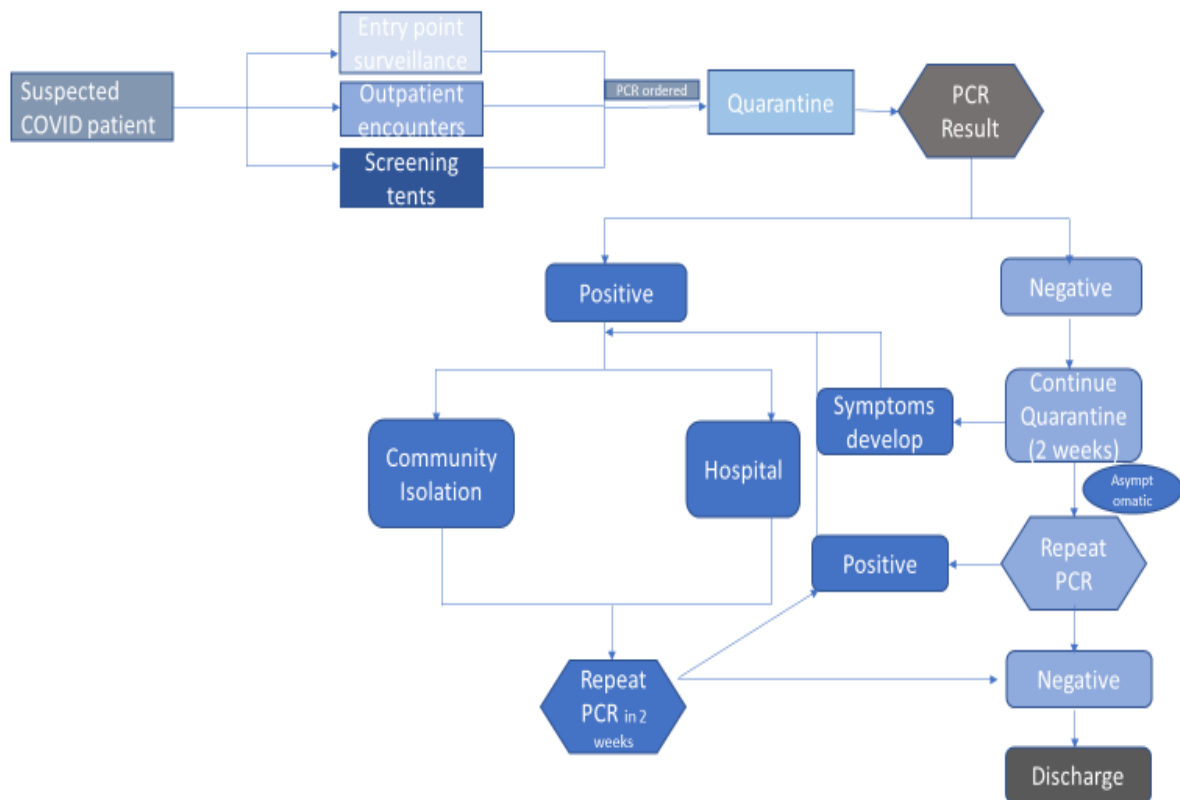 Entry point
surveillance
Suspected
COVID patient
Outpatient
encounters
Screening
tents
PCR ordered
Quarantine
PCR
Result
Positive
Negative
Continue
Quarantine
(2 weeks)
Symptoms
develop
Community
Isolation
Hospital
Asympt
omatic
Repeat
PCR
Positive
Repeat
PCR in 2
weeks
Negative
Discharge